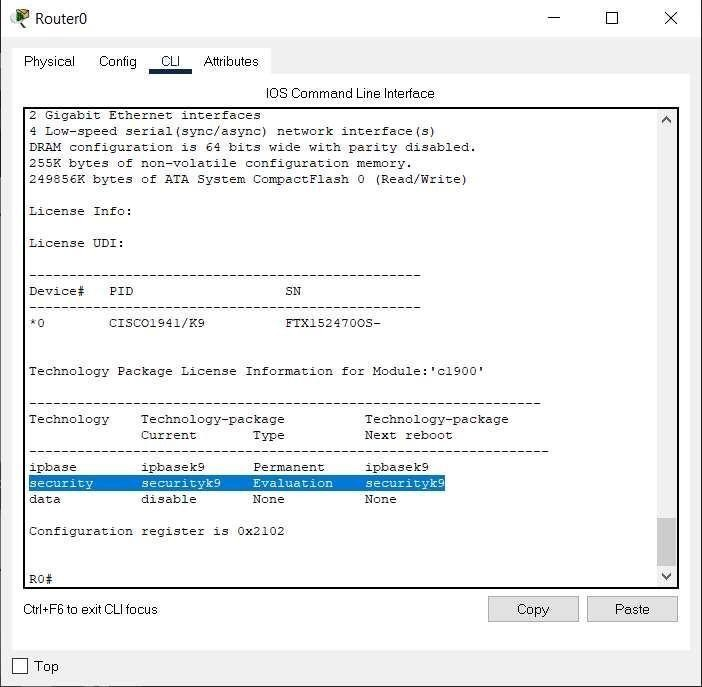 Router0
Physical Config CLI Attributes
IOS Command Line Interface
2 Gigabit Ethernet interfaces
4 Low-speed serial(sync/async) network interface(s)
DRAM configuration is 64 bits wide with parity disabled.
255K bytes of non-volatile configuration memory.
249856K bytes of ATA System CompactFlash 0 (Read/Write)
License Info:
License UDI:
-------------------------------------------------
Device#   PID                   SN
-------------------------------------------------
*0        CISCO1941/K9          FTX152470OS-
Technology Package License Information for Module:'c1900'
----------------------------------------------------------------
Technology    Technology-package          Technology-package
              Current       Type          Next reboot
-----------------------------------------------------------------
ipbase        ipbasek9      Permanent     ipbasek9
security      securityk9    Evaluation    securityk9
data          disable       None          None
Configuration register is 0x2102
R0#
Ctrl+F6 to exit CLI focus
Copy Paste
Top